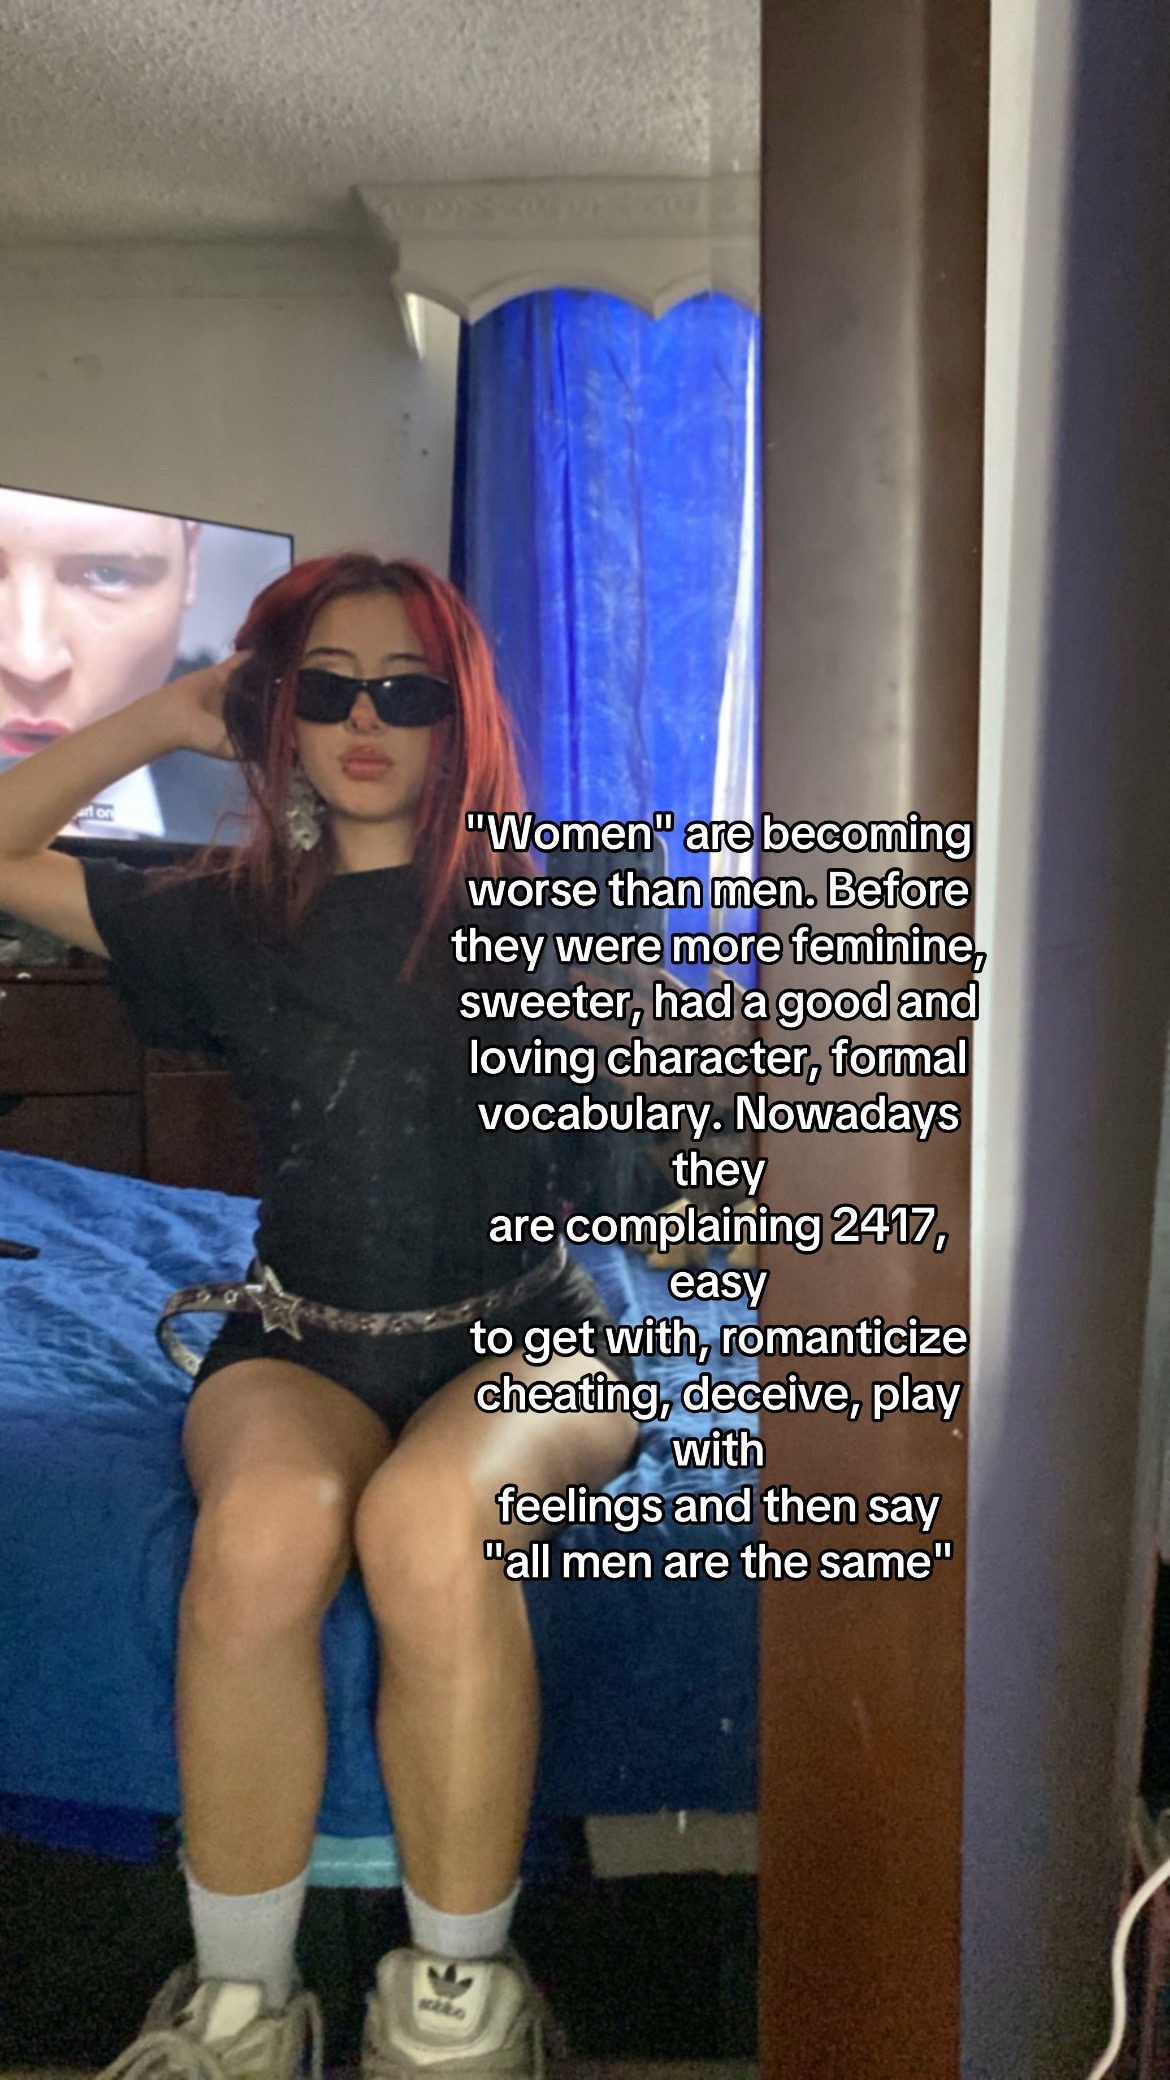 "Women" are becoming
worse than men. Before
they were more feminine,
sweeter, had a good and
loving character, formal
vocabulary. Nowadays
they
are complaining 2417,
easy
to get with, romanticize
cheating, deceive, play
with
feelings and then say
"all men are the same"